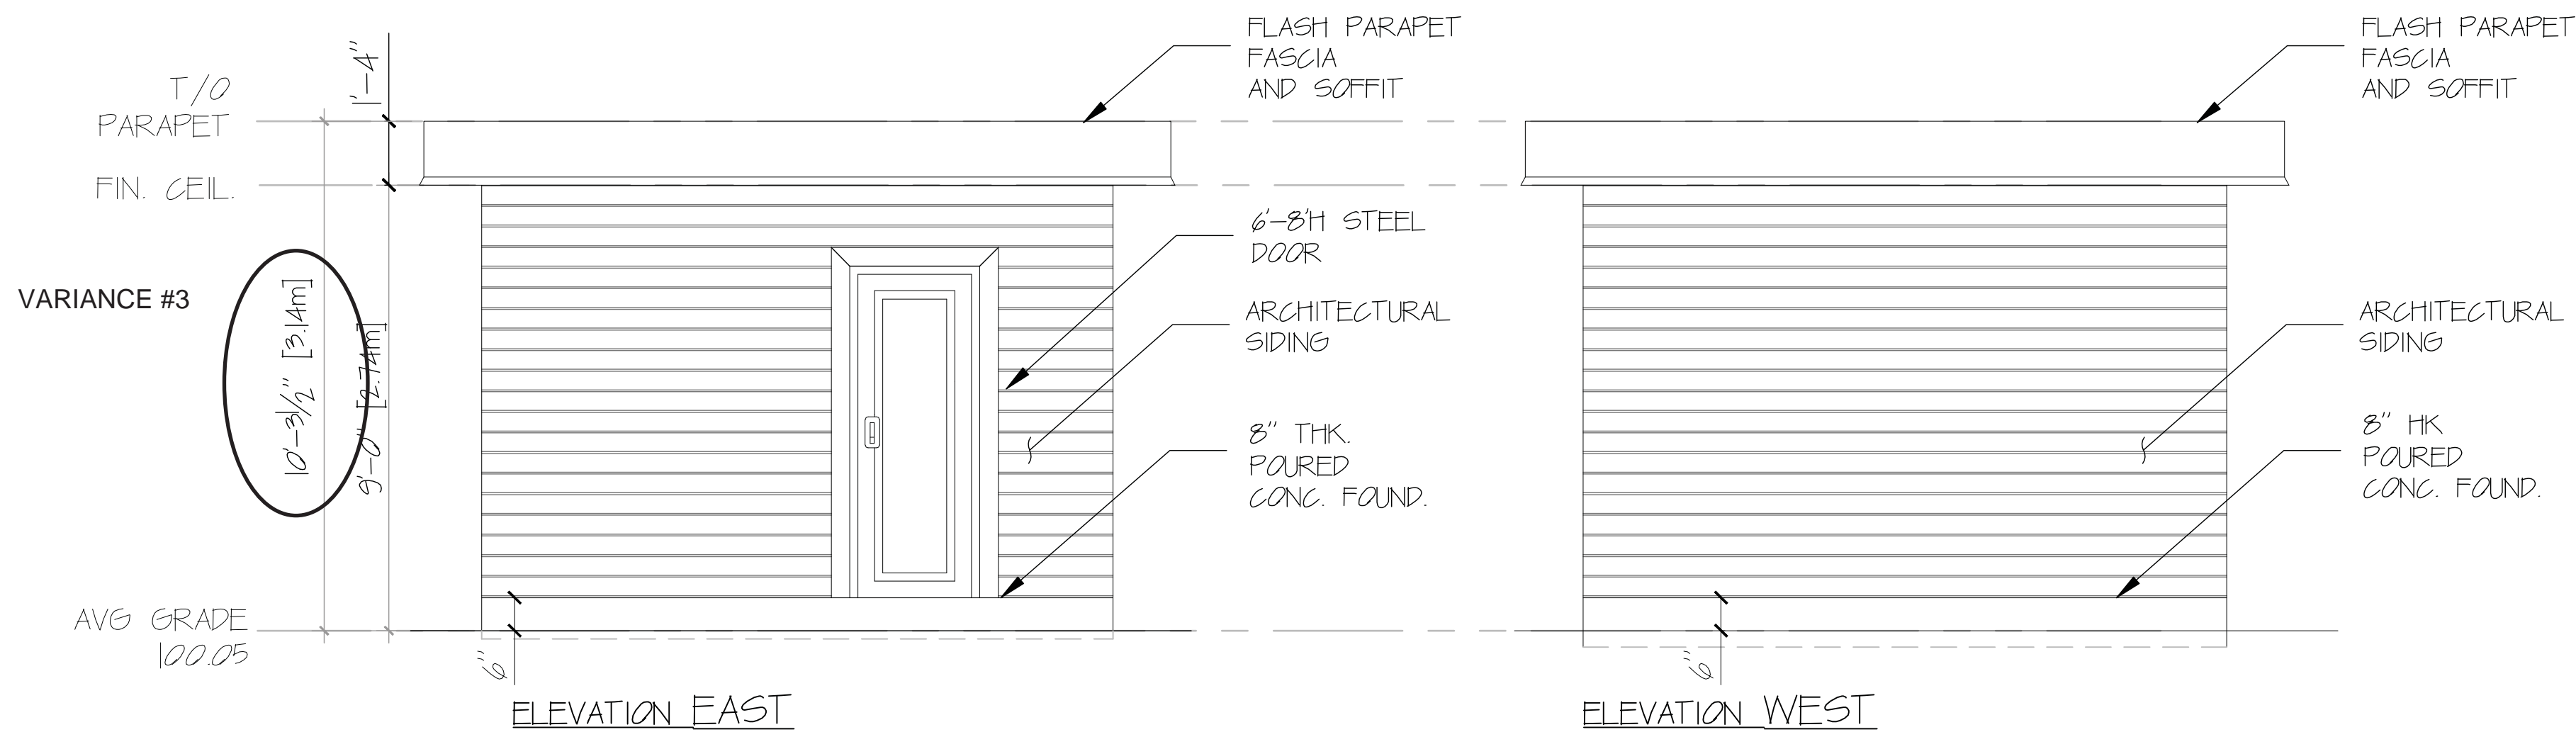 FLASH PARAPET
FASCIA
AND SOFFIT
FLASH PARAPET
FASCIA
AND SOFFIT
1'-4"
T/O
PARAPET
FIN. CEIL.
6'-8'H STEEL
DOOR
VARIANCE #3
10'-3 1/2" [3.14m]
9'-0" [2.74m]
ARCHITECTURAL
SIDING
ARCHITECTURAL
SIDING
8" THK.
POURED
CONC. FOUND.
8" HK
POURED
CONC. FOUND.
AVG GRADE
100.05
6"
6"
ELEVATION EAST
ELEVATION WEST